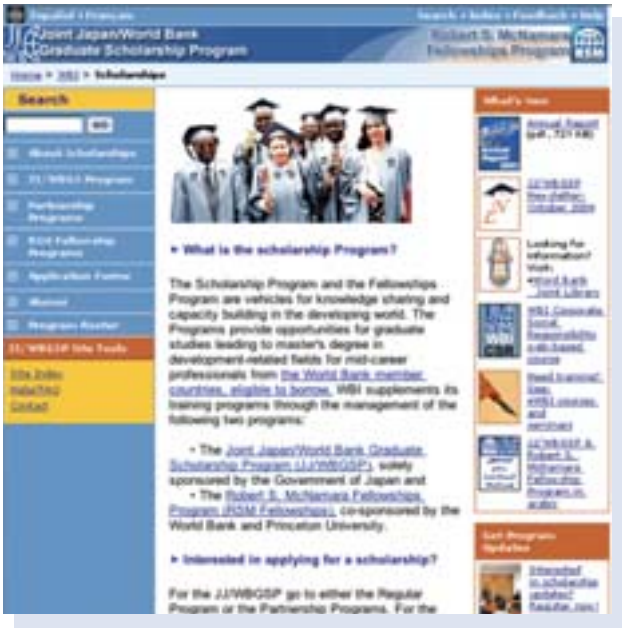 Español • Français
Search • Index • Feedback • Help
Joint Japan/World Bank
Graduate Scholarship Program
Robert S. McNamara
Fellowships Program
Home > WBI > Scholarships
Search
GO
About Scholarships
JJ/WBGSP Program
Partnership
Programs
RSM Fellowship
Programs
Application Forms
Alumni
Program Roster
JJ/WBGSP Site Tools
Site Index
Help/FAQ
Contact
What is the scholarship Program?
The Scholarship Program and the Fellowships
Program are vehicles for knowledge sharing and
capacity building in the developing world. The
Programs provide opportunities for graduate
studies leading to master's degree in
development-related fields for mid-career
professionals from the World Bank member
countries, eligible to borrow. WBI supplements its
training programs through the management of the
following two programs:
• The Joint Japan/World Bank Graduate
Scholarship Program (JJ/WBGSP), solely
sponsored by the Government of Japan and
• The Robert S. McNamara Fellowships
Program (RSM Fellowships), co-sponsored by the
World Bank and Princeton University.
Interested in applying for a scholarship?
For the JJ/WBGSP go to either the Regular
Program or the Partnership Programs. For the
What's new
Annual Report
(pdf, 721 KB)
JJ/WBGSP
Newsletter:
October 2004
Looking for
information?
Visit:
World Bank
Joint Library
WBI Corporate
Social
Responsibility
web-based
course
Need training?
See:
WBI courses
and
seminars
JJ/WBGSP &
Robert S.
McNamara
Fellowship
Program in
arabic
Get Program
Updates
Interested
in scholarship
updates?
Register now!